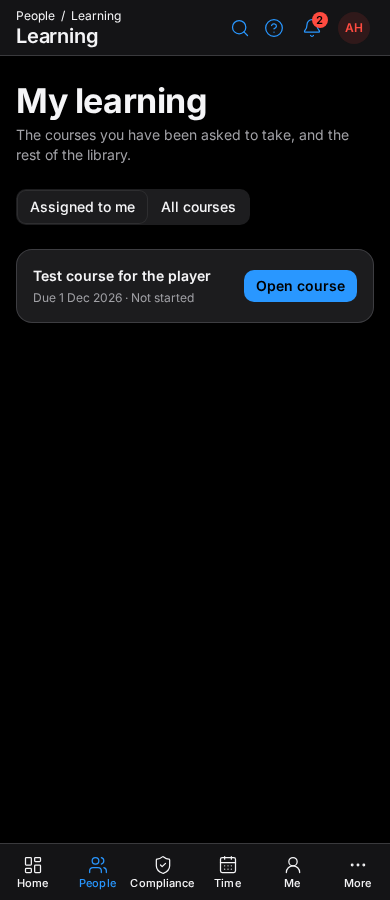 People / Learning
Learning
2
AH
My learning
The courses you have been asked to take, and the
rest of the library.
Assigned to me
All courses
Test course for the player
Due 1 Dec 2026 · Not started
Open course
Home
People
Compliance
Time
Me
More